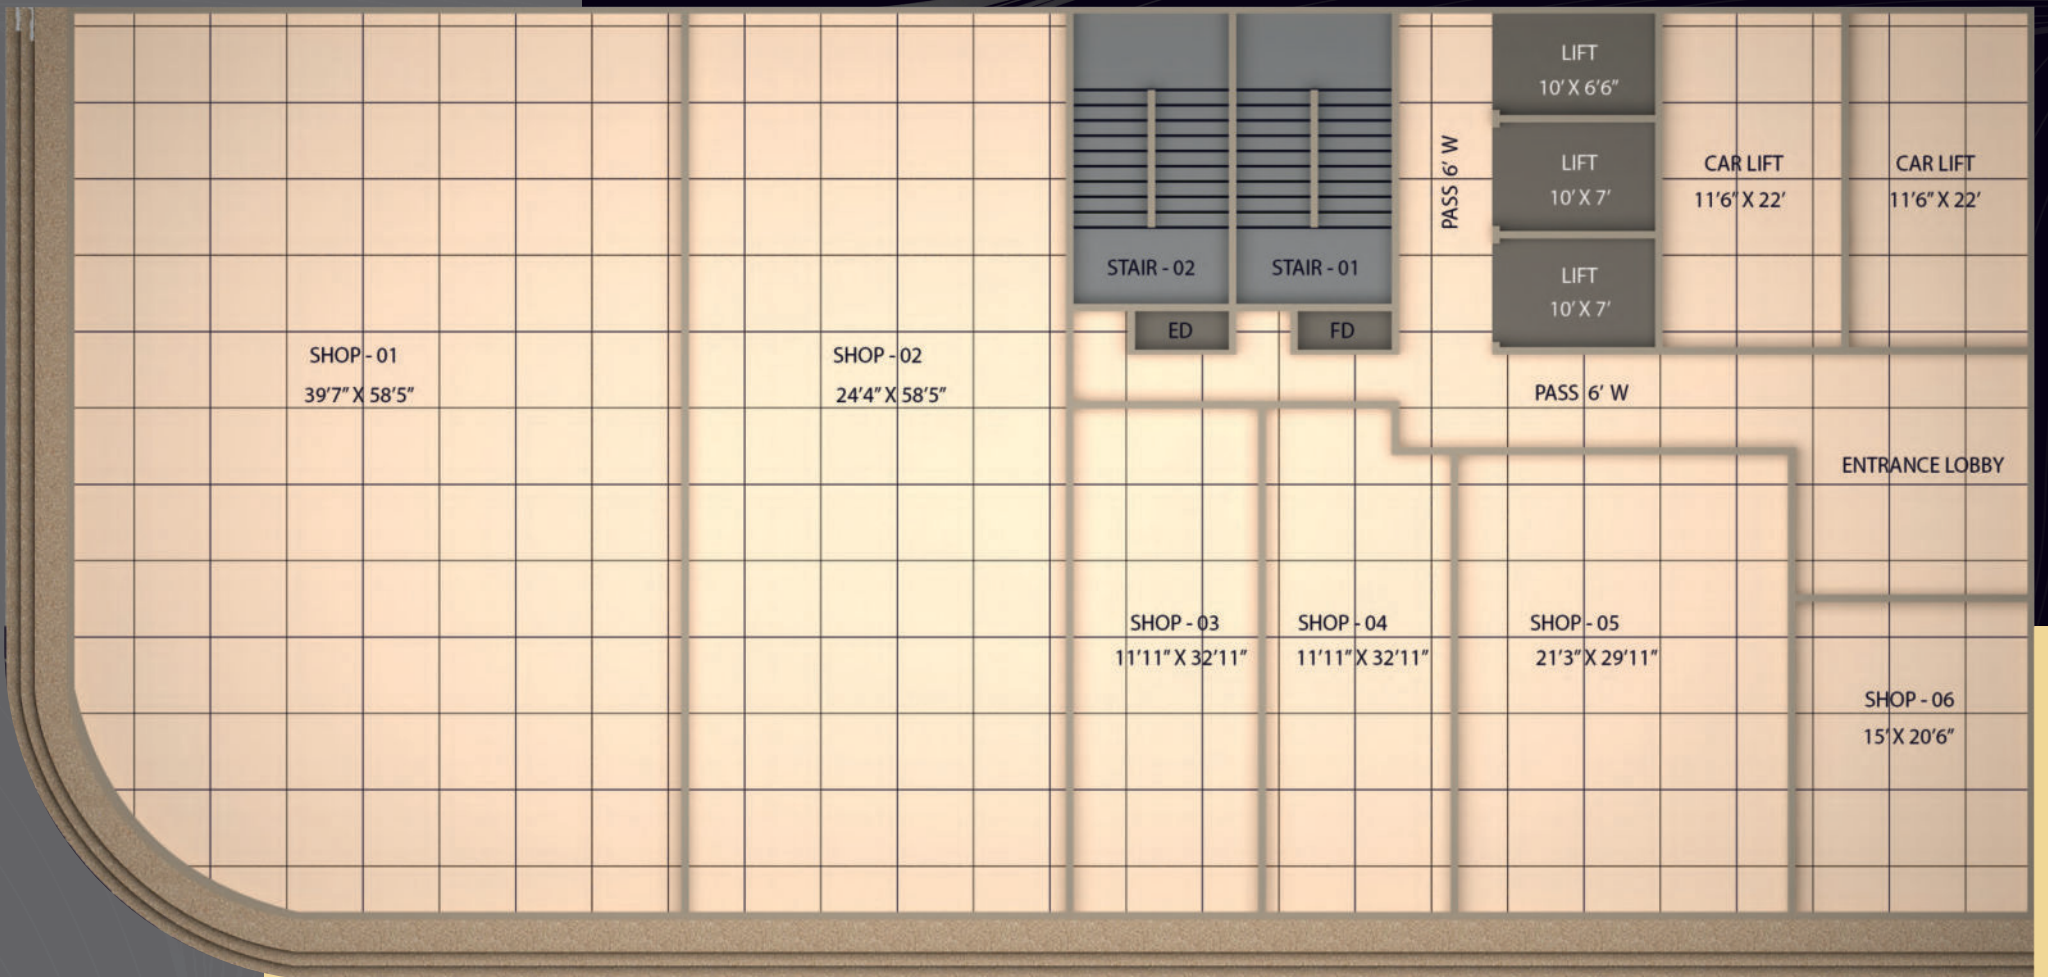 SHOP - 01
39'7" X 58'5"
SHOP - 02
24'4" X 58'5"
STAIR - 02
STAIR - 01
ED
FD
PASS 6' W
LIFT
10' X 6'6"
LIFT
10' X 7'
LIFT
10' X 7'
CAR LIFT
11'6" X 22'
CAR LIFT
11'6" X 22'
PASS 6' W
ENTRANCE LOBBY
SHOP - 03
11'11" X 32'11"
SHOP - 04
11'11" X 32'11"
SHOP - 05
21'3" X 29'11"
SHOP - 06
15' X 20'6"